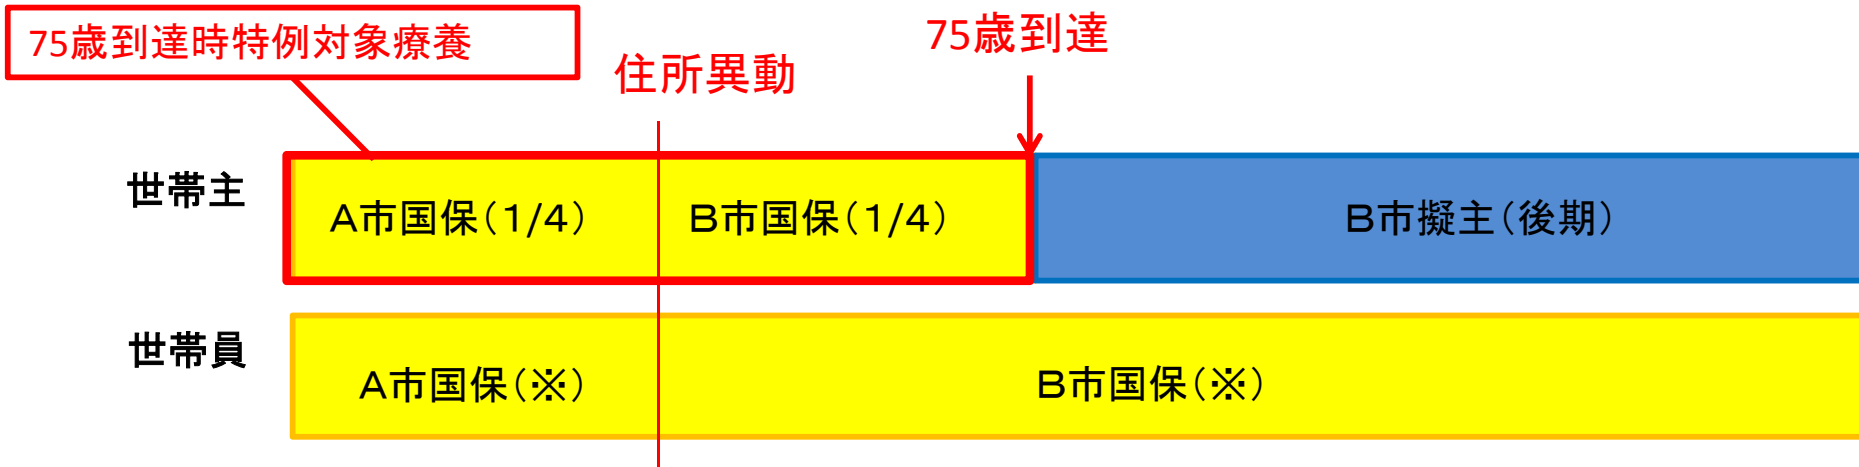 75歳到達時特例対象療養
住所異動
75歳到達
世帯主
A市国保(1/4)
B市国保(1/4)
B市擬主(後期)
世帯員
A市国保(※)
B市国保(※)